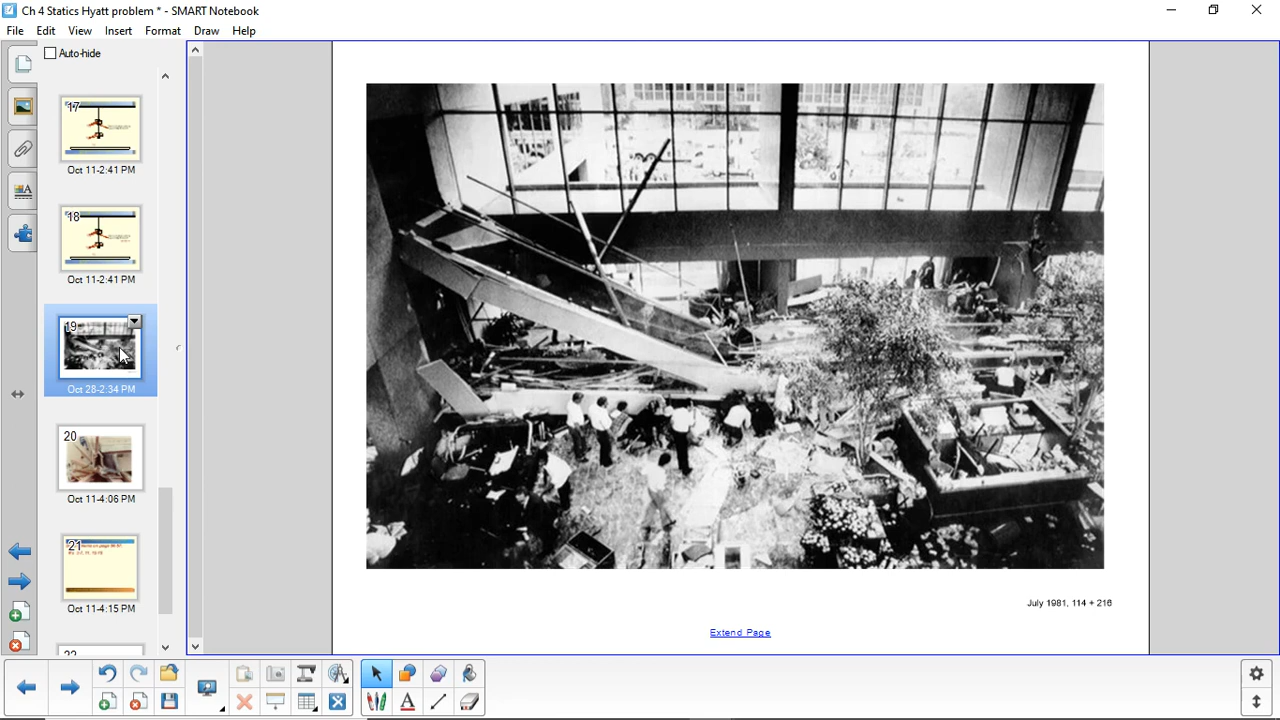 Ch 4 Statics Hyatt problem * - SMART Notebook
File Edit View Insert Format Draw Help
Auto-hide
17
Oct 11-2:41 PM
18
Oct 11-2:41 PM
19
Oct 28-2:34 PM
20
Oct 11-4:06 PM
21
Oct 11-4:15 PM
22
July 1981, 114 + 216
Extend Page